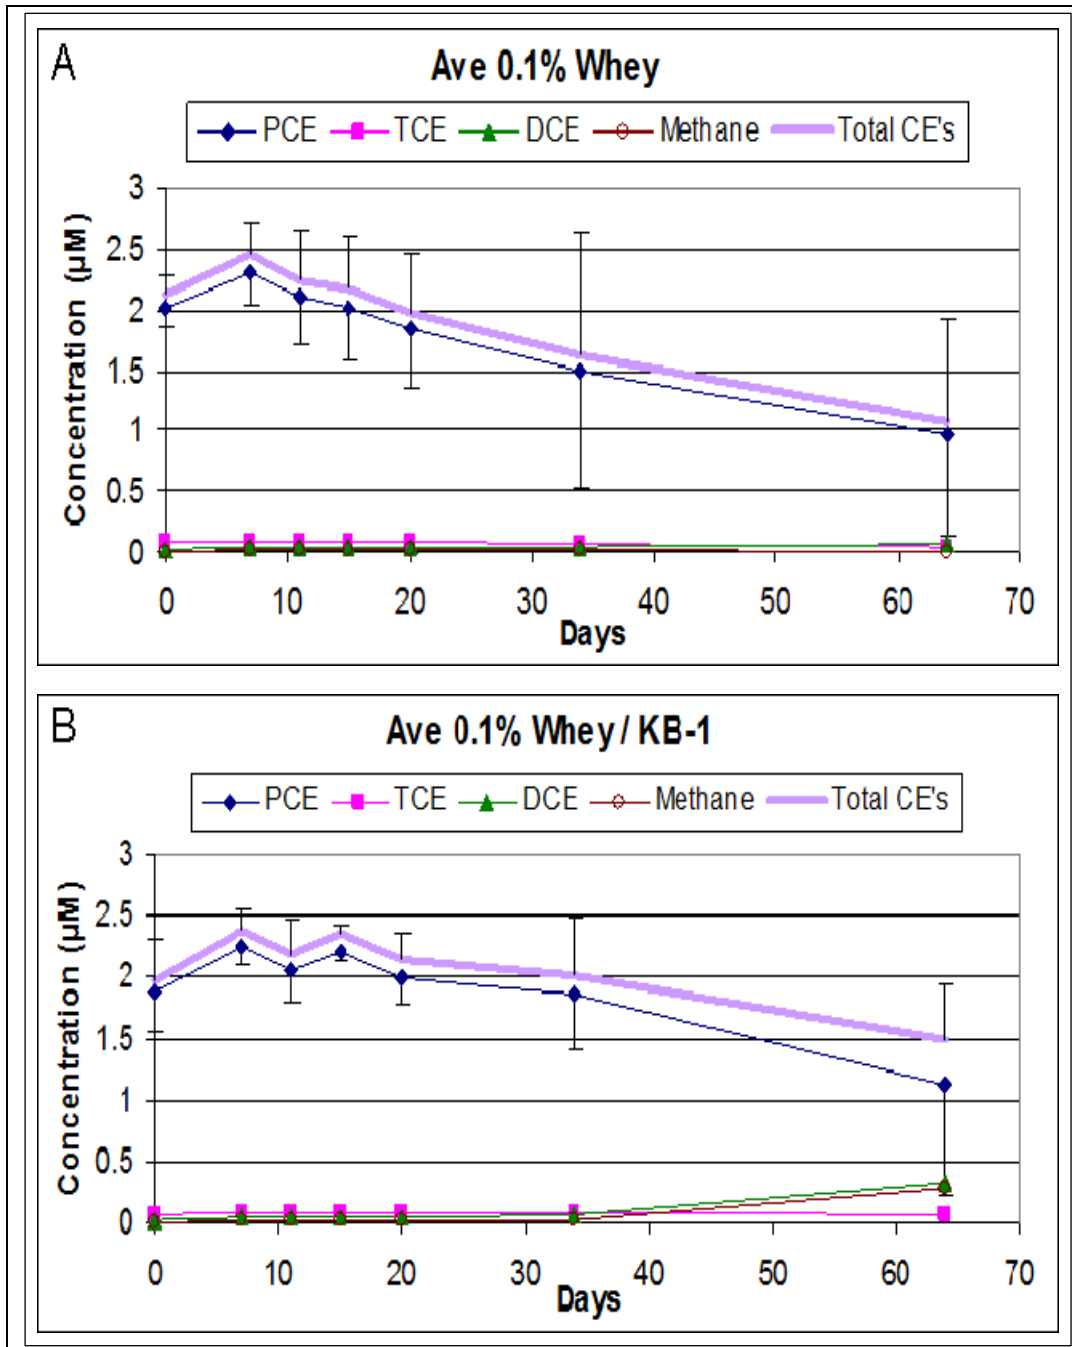 A
Ave 0.1% Whey
PCE TCE DCE Methane Total CE's
3
2.5
2
1.5
1
0.5
0
Concentration (µM)
0 10 20 30 40 50 60 70
Days
B
Ave 0.1% Whey / KB-1
PCE TCE DCE Methane Total CE's
3
2.5
2
1.5
1
0.5
0
Concentration (µM)
0 10 20 30 40 50 60 70
Days